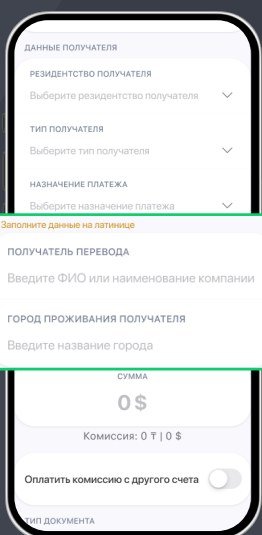 ДАННЫЕ ПОЛУЧАТЕЛЯ
РЕЗИДЕНТСТВО ПОЛУЧАТЕЛЯ
Выберите резидентство получателя
ТИП ПОЛУЧАТЕЛЯ
Выберите тип получателя
НАЗНАЧЕНИЕ ПЛАТЕЖА
Выберите назначение платежа
Заполните данные на латинице
ПОЛУЧАТЕЛЬ ПЕРЕВОДА
Введите ФИО или наименование компании
ГОРОД ПРОЖИВАНИЯ ПОЛУЧАТЕЛЯ
Введите название города
СУММА
0 $
Комиссия: 0 ₸ | 0 $
Оплатить комиссию с другого счета
ТИП ДОКУМЕНТА